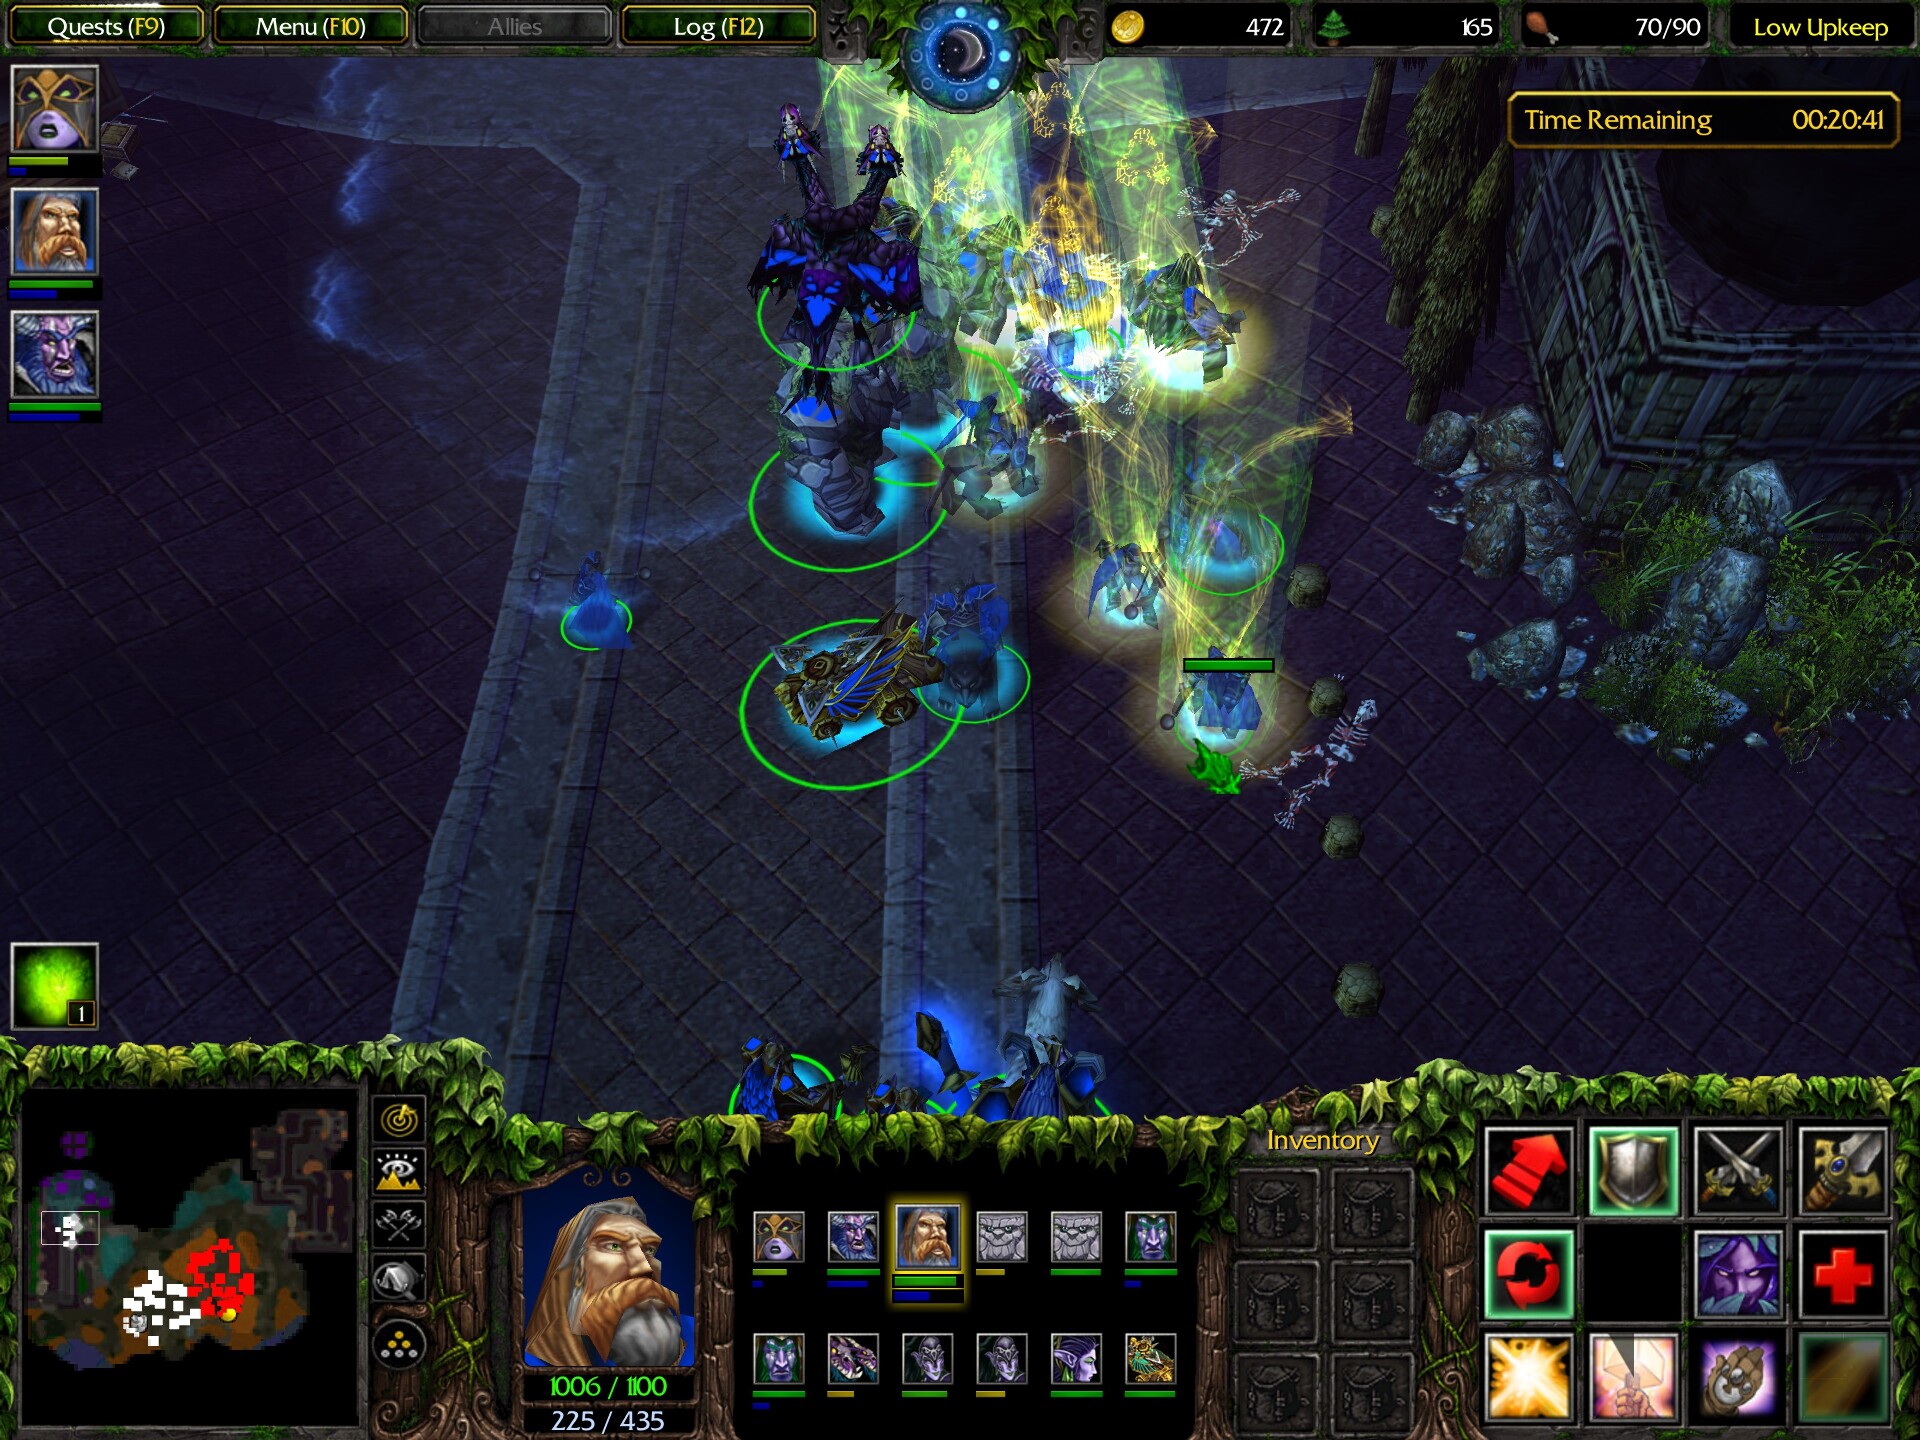 Quests (F9) Menu (F10) Allies Log (F12) 472 165 70/90 Low Upkeep
Time Remaining 00:20:41
1
Inventory
1006 / 1100
225 / 435